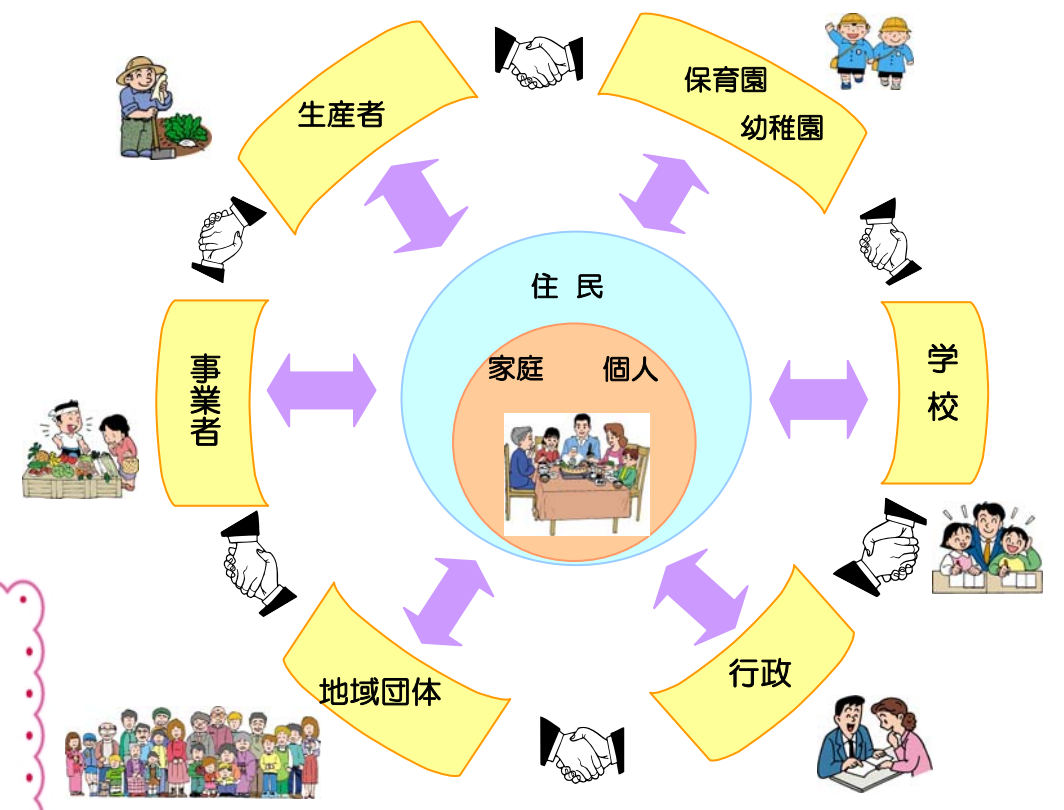 生産者
保育園
幼稚園
住 民
家庭
個人
事業者
学校
地域団体
行政